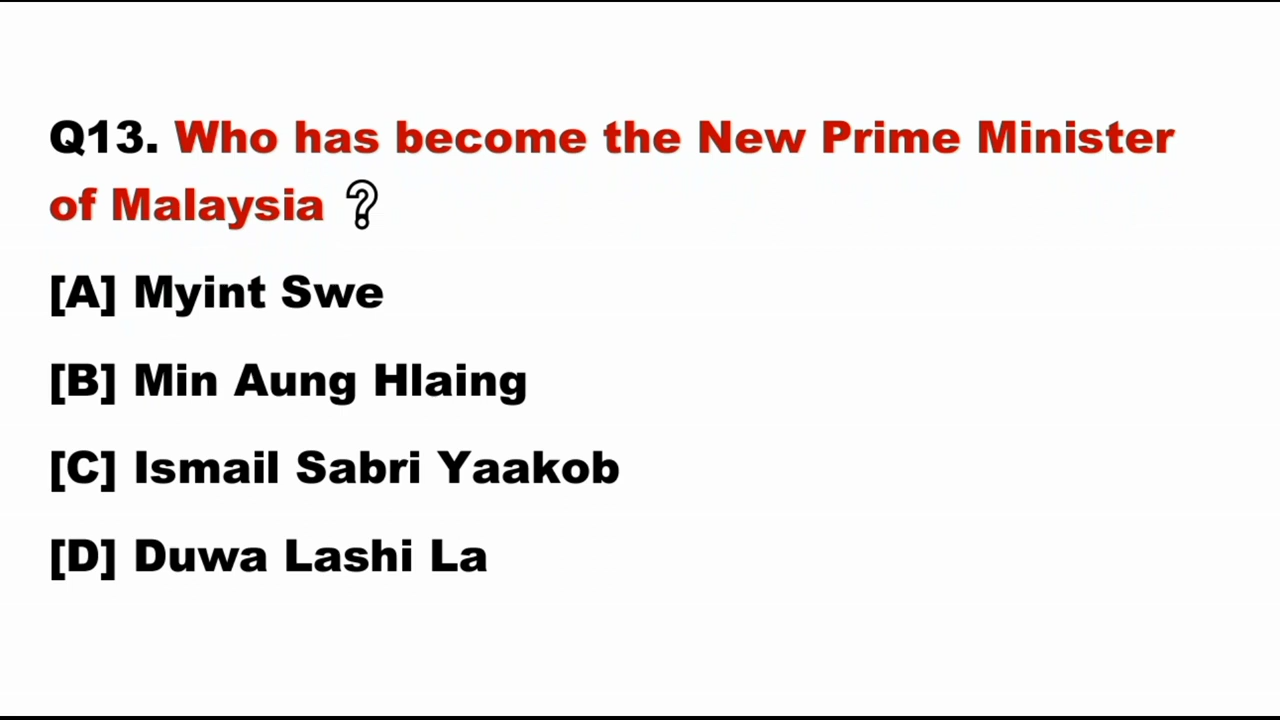 Q13. Who has become the New Prime Minister
of Malaysia ?
[A] Myint Swe
[B] Min Aung Hlaing
[C] Ismail Sabri Yaakob
[D] Duwa Lashi La